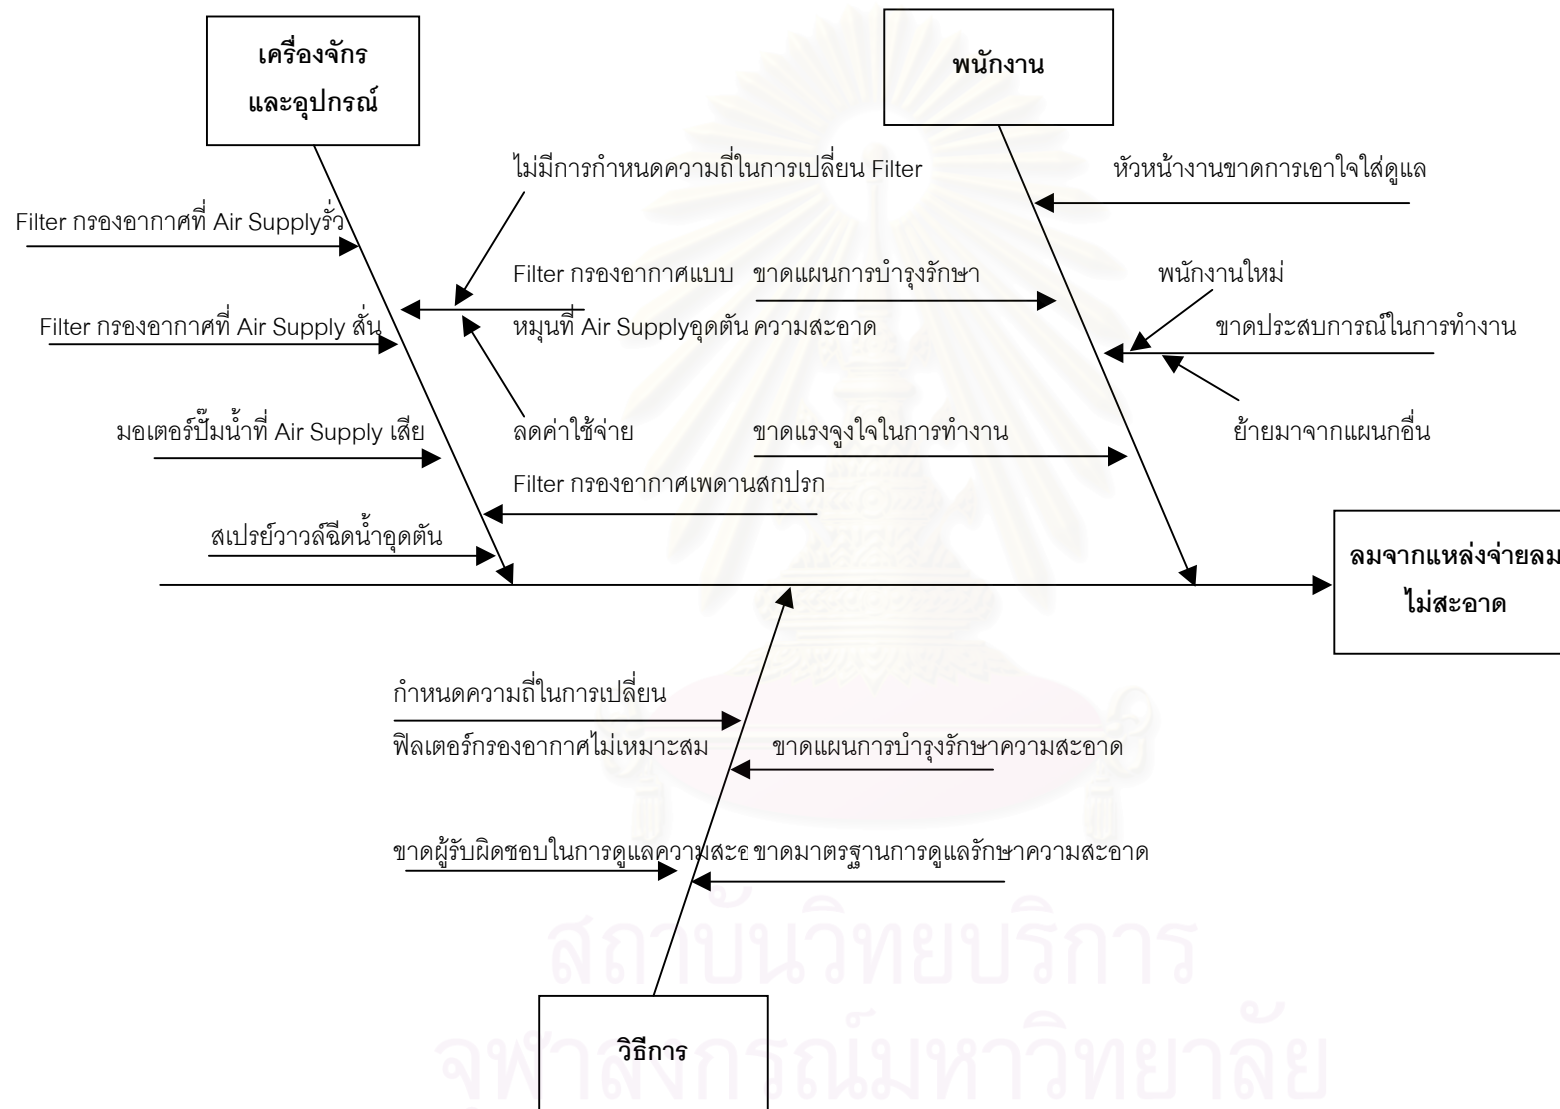 เครื่องจักร
และอุปกรณ์
พนักงาน
ไม่มีการกำหนดความถี่ในการเปลี่ยน Filter
หัวหน้างานขาดการเอาใจใส่ดูแล
Filter กรองอากาศที่ Air Supplyรั่ว
Filter กรองอากาศแบบ
หมุนที่ Air Supplyอุดตัน
ขาดแผนการบำรุงรักษา
ความสะอาด
พนักงานใหม่
ขาดประสบการณ์ในการทำงาน
Filter กรองอากาศที่ Air Supply สั่น
มอเตอร์ปั๊มน้ำที่ Air Supply เสีย
ลดค่าใช้จ่าย
ขาดแรงจูงใจในการทำงาน
ย้ายมาจากแผนกอื่น
Filter กรองอากาศเพดานสกปรก
สเปรย์วาวล์ฉีดน้ำอุดตัน
ลมจากแหล่งจ่ายลม
ไม่สะอาด
กำหนดความถี่ในการเปลี่ยน
ฟิลเตอร์กรองอากาศไม่เหมาะสม
ขาดแผนการบำรุงรักษาความสะอาด
ขาดผู้รับผิดชอบในการดูแลความสะอ
ขาดมาตรฐานการดูแลรักษาความสะอาด
สถาบันวิทยบริการ
จุฬาลงกรณ์มหาวิทยาลัย
วิธีการ